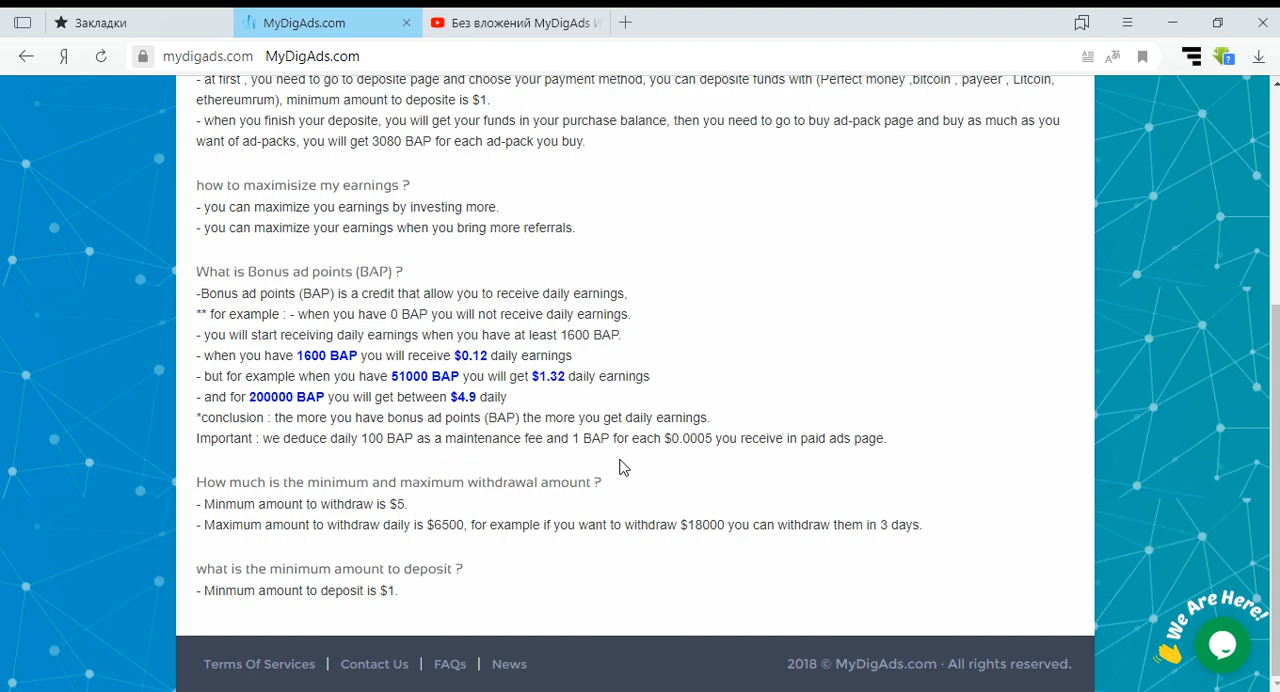 Закладки
MyDigAds.com
Без вложений MyDigAds И
Я
mydigads.com MyDigAds.com
- at first , you need to go to deposite page and choose your payment method, you can deposite funds with (Perfect money ,bitcoin , payeer , Litcoin,
ethereumrum), minimum amount to deposite is $1.
- when you finish your deposite, you will get your funds in your purchase balance, then you need to go to buy ad-pack page and buy as much as you
want of ad-packs, you will get 3080 BAP for each ad-pack you buy.
how to maximisize my earnings ?
- you can maximize you earnings by investing more.
- you can maximize your earnings when you bring more referrals.
What is Bonus ad points (BAP) ?
-Bonus ad points (BAP) is a credit that allow you to receive daily earnings,
** for example : - when you have 0 BAP you will not receive daily earnings.
- you will start receiving daily earnings when you have at least 1600 BAP.
- when you have 1600 BAP you will receive $0.12 daily earnings
- but for example when you have 51000 BAP you will get $1.32 daily earnings
- and for 200000 BAP you will get between $4.9 daily
*conclusion : the more you have bonus ad points (BAP) the more you get daily earnings.
Important : we deduce daily 100 BAP as a maintenance fee and 1 BAP for each $0.0005 you receive in paid ads page.
How much is the minimum and maximum withdrawal amount ?
- Minmum amount to withdraw is $5.
- Maximum amount to withdraw daily is $6500, for example if you want to withdraw $18000 you can withdraw them in 3 days.
what is the minimum amount to deposit ?
- Minmum amount to deposit is $1.
We Are Here!
Terms Of Services | Contact Us | FAQs | News
2018 © MyDigAds.com · All rights reserved.